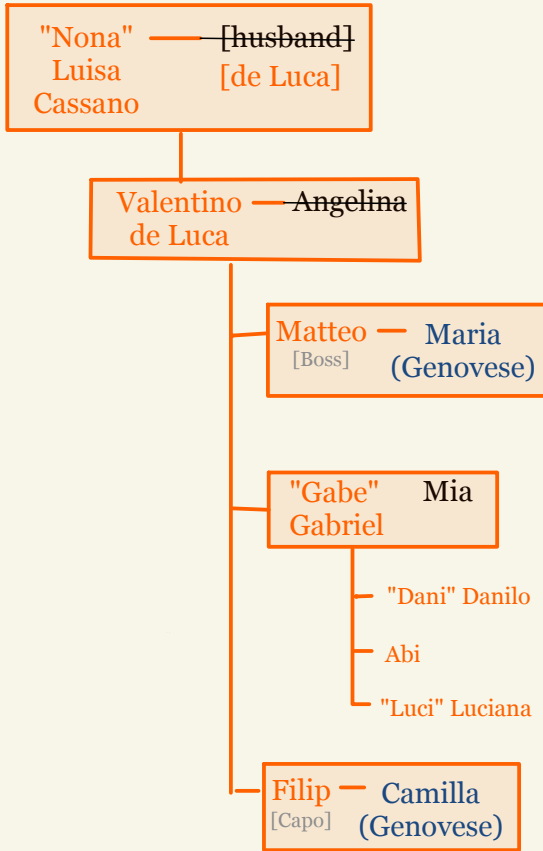 "Nona" [husband]
Luisa [de Luca]
Cassano
Valentino Angelina
de Luca
Matteo Maria
[Boss] (Genovese)
"Gabe" Mia
Gabriel
"Dani" Danilo
Abi
"Luci" Luciana
Filip Camilla
[Capo] (Genovese)